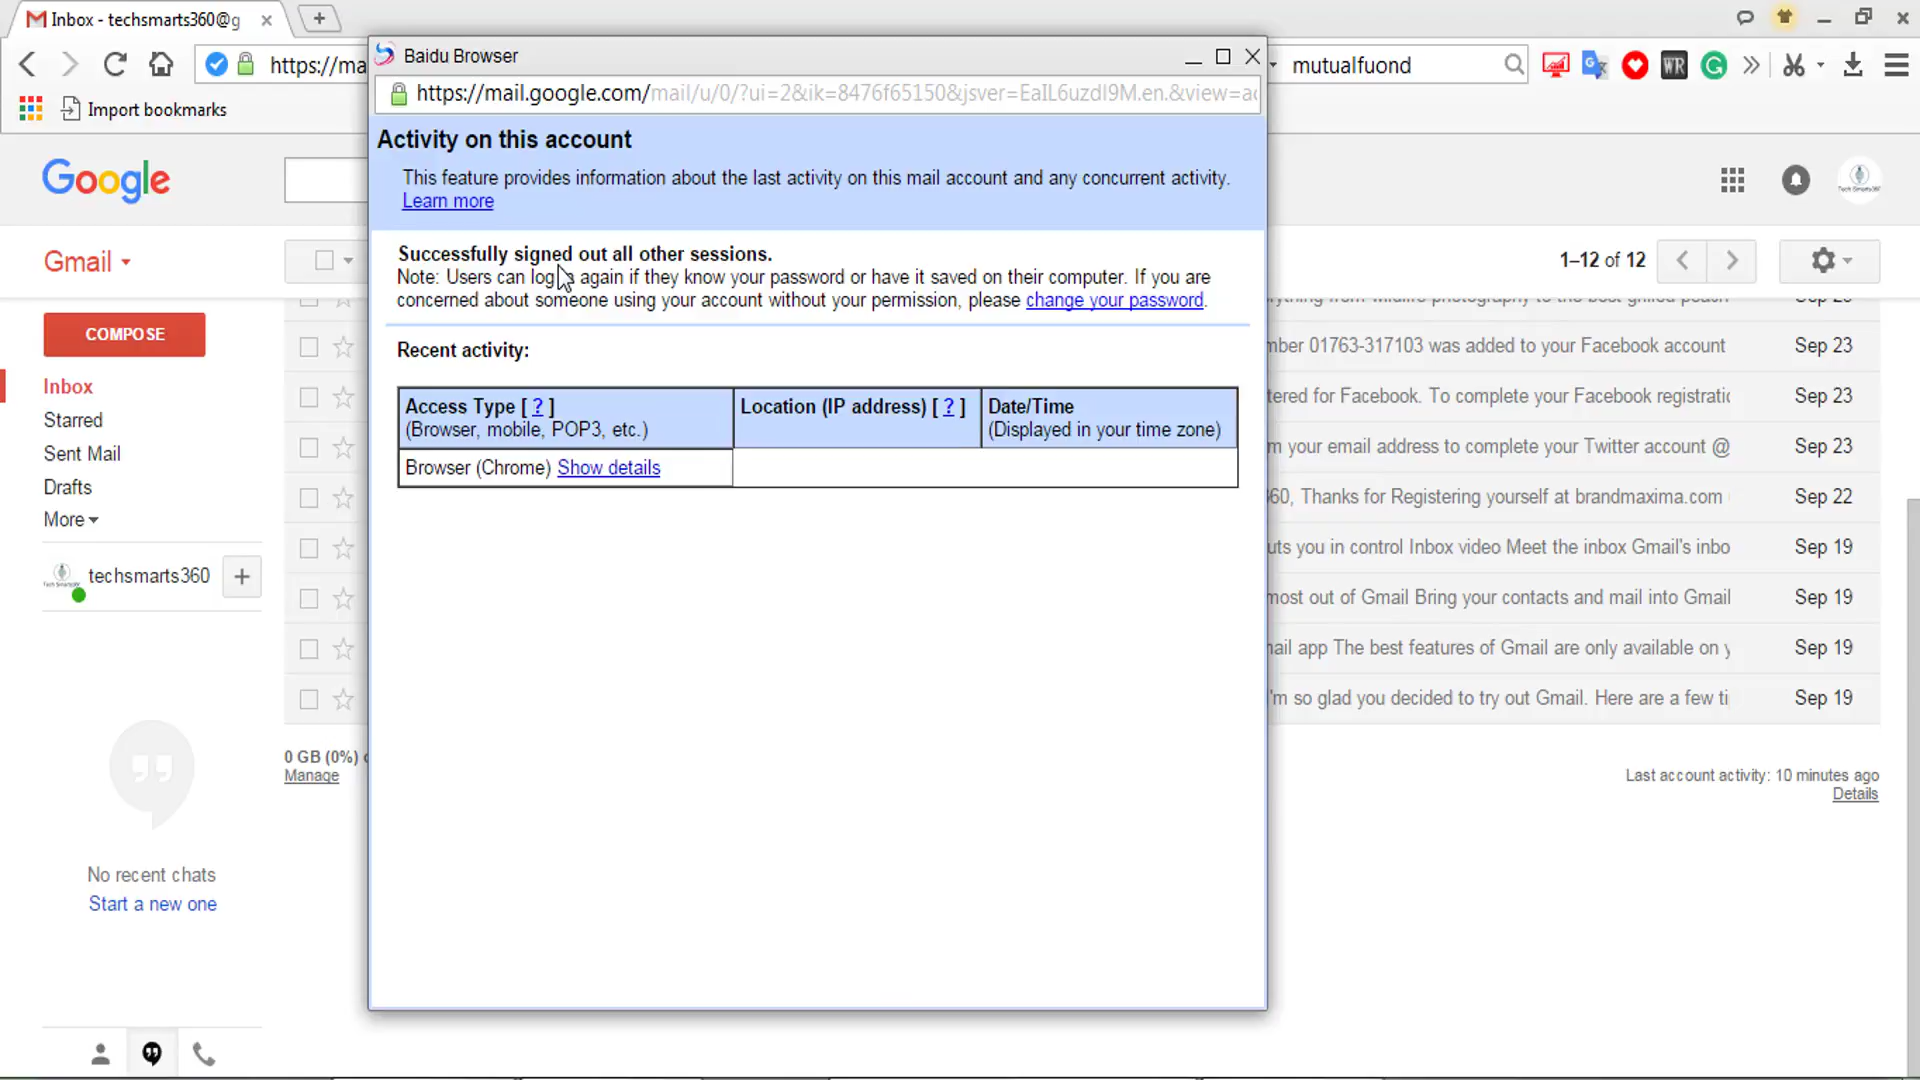 Inbox - techsmarts360@g
Baidu Browser
https://ma
mutualfuond
WR
https://mail.google.com/mail/u/0/?ui=2&ik=8476f65150&jsver=EaIL6uzdI9M.en.&view=ac
Import bookmarks
Activity on this account
This feature provides information about the last activity on this mail account and any concurrent activity.
Learn more
Google
Tech Smarts360
Successfully signed out all other sessions.
Note: Users can log again if they know your password or have it saved on their computer. If you are
concerned about someone using your account without your permission, please change your password.
Gmail
1–12 of 12
COMPOSE
Inbox
Starred
Sent Mail
Drafts
More
techsmarts360
No recent chats
Start a new one
Recent activity:
Access Type [ ? ]
(Browser, mobile, POP3, etc.)
Location (IP address) [ ? ]
Date/Time
(Displayed in your time zone)
Browser (Chrome) Show details
mber 01763-317103 was added to your Facebook account Sep 23
tered for Facebook. To complete your Facebook registratic Sep 23
m your email address to complete your Twitter account @ Sep 23
360, Thanks for Registering yourself at brandmaxima.com Sep 22
uts you in control Inbox video Meet the inbox Gmail's inbo Sep 19
most out of Gmail Bring your contacts and mail into Gmail Sep 19
mail app The best features of Gmail are only available on y Sep 19
I'm so glad you decided to try out Gmail. Here are a few ti Sep 19
0 GB (0%)
Manage
Last account activity: 10 minutes ago
Details